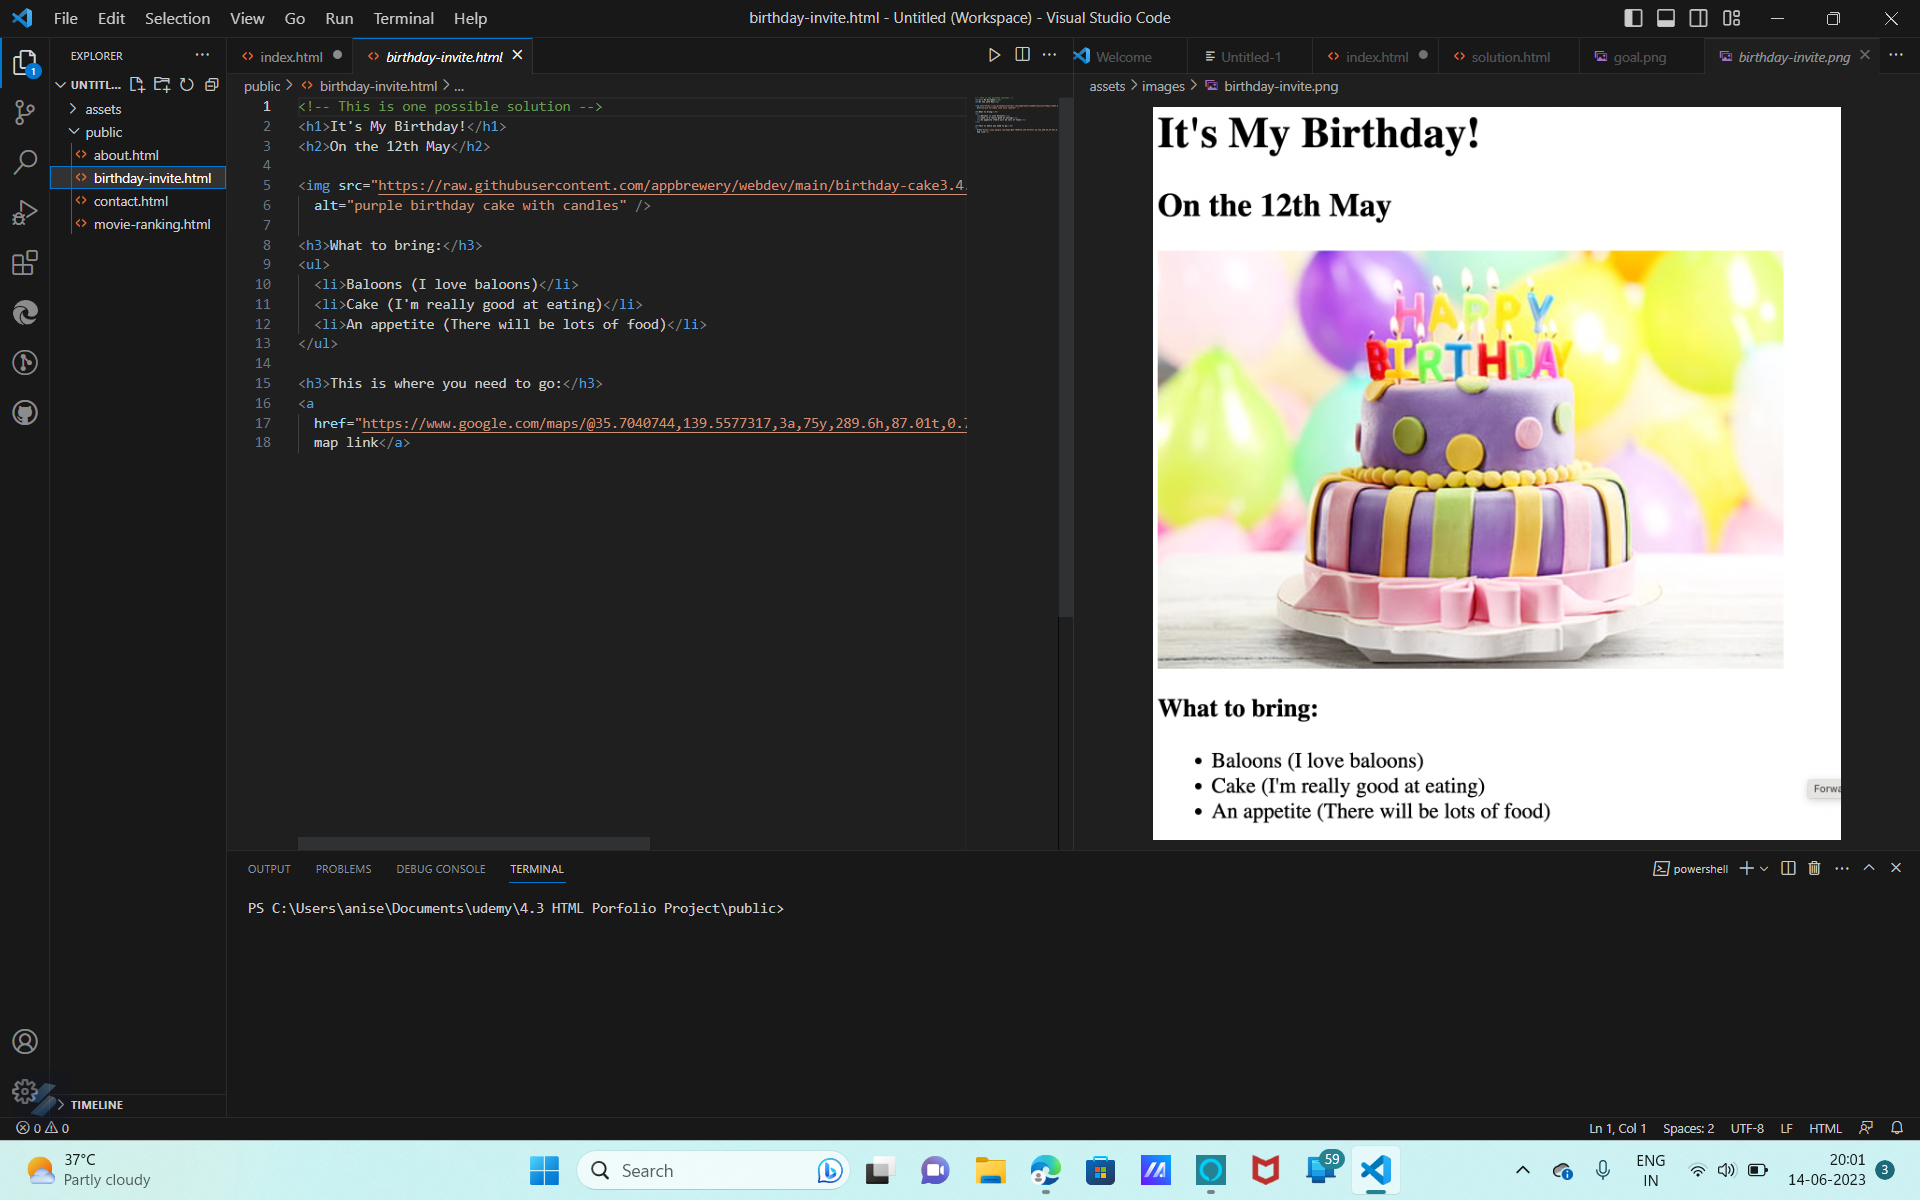 File Edit Selection View Go Run Terminal Help
birthday-invite.html - Untitled (Workspace) - Visual Studio Code
EXPLORER
UNTITL...
assets
public
about.html
birthday-invite.html
contact.html
movie-ranking.html
TIMELINE
1
index.html birthday-invite.html
public > birthday-invite.html > ...
1 <!-- This is one possible solution -->
2 <h1>It's My Birthday!</h1>
3 <h2>On the 12th May</h2>
4
5 <img src="https://raw.githubusercontent.com/appbrewery/webdev/main/birthday-cake3.4.
6 alt="purple birthday cake with candles" />
7
8 <h3>What to bring:</h3>
9 <ul>
10 <li>Baloons (I love baloons)</li>
11 <li>Cake (I'm really good at eating)</li>
12 <li>An appetite (There will be lots of food)</li>
13 </ul>
14
15 <h3>This is where you need to go:</h3>
16 <a
17 href="https://www.google.com/maps/@35.7040744,139.5577317,3a,75y,289.6h,87.01t,0.7
18 map link</a>
Welcome Untitled-1 index.html solution.html goal.png birthday-invite.png
assets > images > birthday-invite.png
It's My Birthday!
On the 12th May
HAPPY
BIRTHDAY
What to bring:
• Baloons (I love baloons)
• Cake (I'm really good at eating)
• An appetite (There will be lots of food)
Forwa
OUTPUT PROBLEMS DEBUG CONSOLE TERMINAL
powershell
PS C:\Users\anise\Documents\udemy\4.3 HTML Porfolio Project\public>
0 0
Ln 1, Col 1 Spaces: 2 UTF-8 LF HTML
37°C
Partly cloudy
Search
59
ENG
IN
20:01
14-06-2023
3